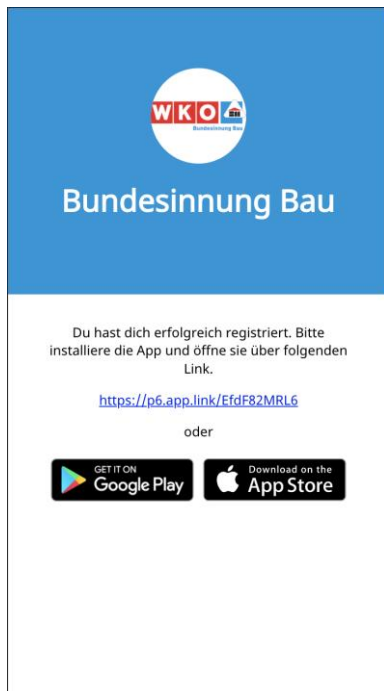 WKO
Bundesinnung Bau
Bundesinnung Bau
Du hast dich erfolgreich registriert. Bitte
installiere die App und öffne sie über folgenden
Link.
https://p6.app.link/EfdF82MRL6
oder
GET IT ON
Google Play
Download on the
App Store